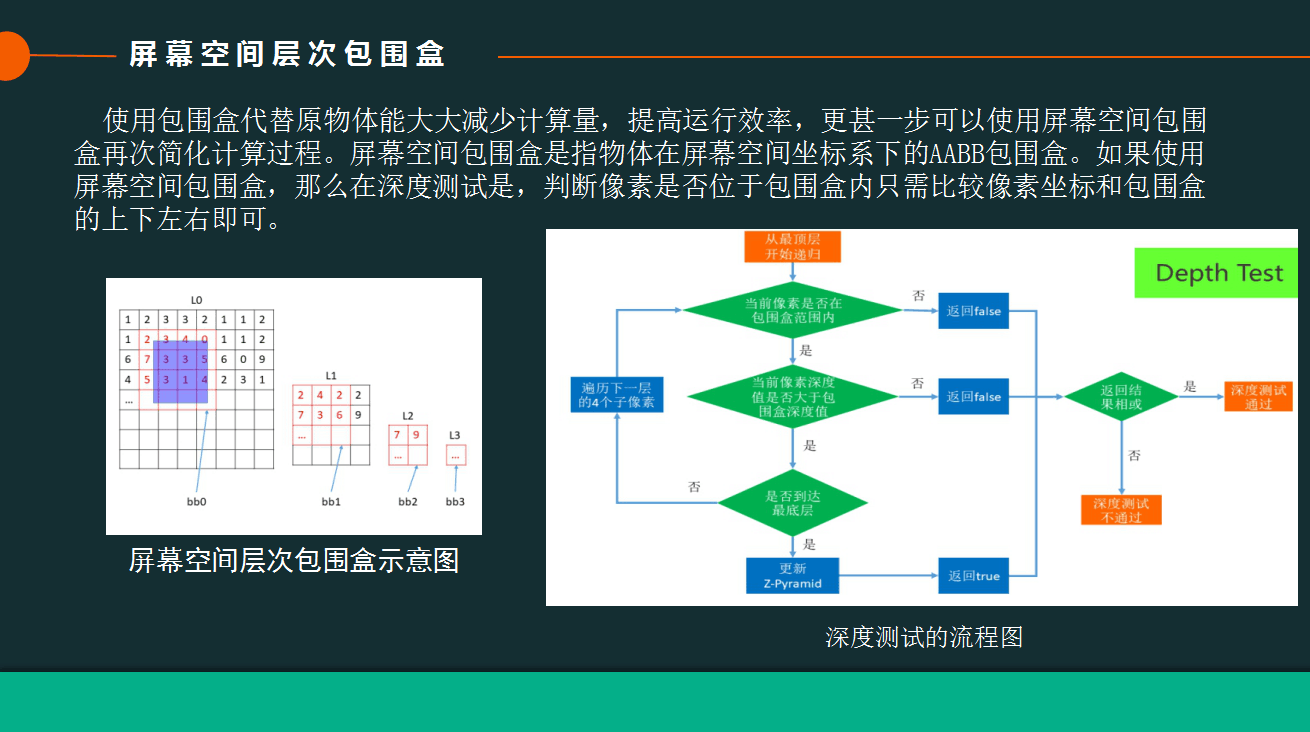 屏幕空间层次包围盒
使用包围盒代替原物体能大大减少计算量，提高运行效率，更甚一步可以使用屏幕空间包围
盒再次简化计算过程。屏幕空间包围盒是指物体在屏幕空间坐标系下的AABB包围盒。如果使用
屏幕空间包围盒，那么在深度测试是，判断像素是否位于包围盒内只需比较像素坐标和包围盒
的上下左右即可。
L0
1 2 3 3 2 1 1 2
1 2 3 4 0 1 1 2
6 7 3 3 5 6 0 9
4 5 3 1 4 2 3 1
...
bb0
L1
2 4 2 2
7 3 6 9
...
bb1
L2
7 9
...
bb2
L3
...
bb3
屏幕空间层次包围盒示意图
Depth Test
从最顶层
开始递归
当前像素是否在
包围盒范围内
否
返回false
是
遍历下一层
的4个子像素
当前像素深度
值是否大于包
围盒深度值
否
返回false
返回结
果相或
是
深度测试
通过
是
否
是否到达
最底层
否
深度测试
不通过
是
更新
Z-Pyramid
返回true
深度测试的流程图